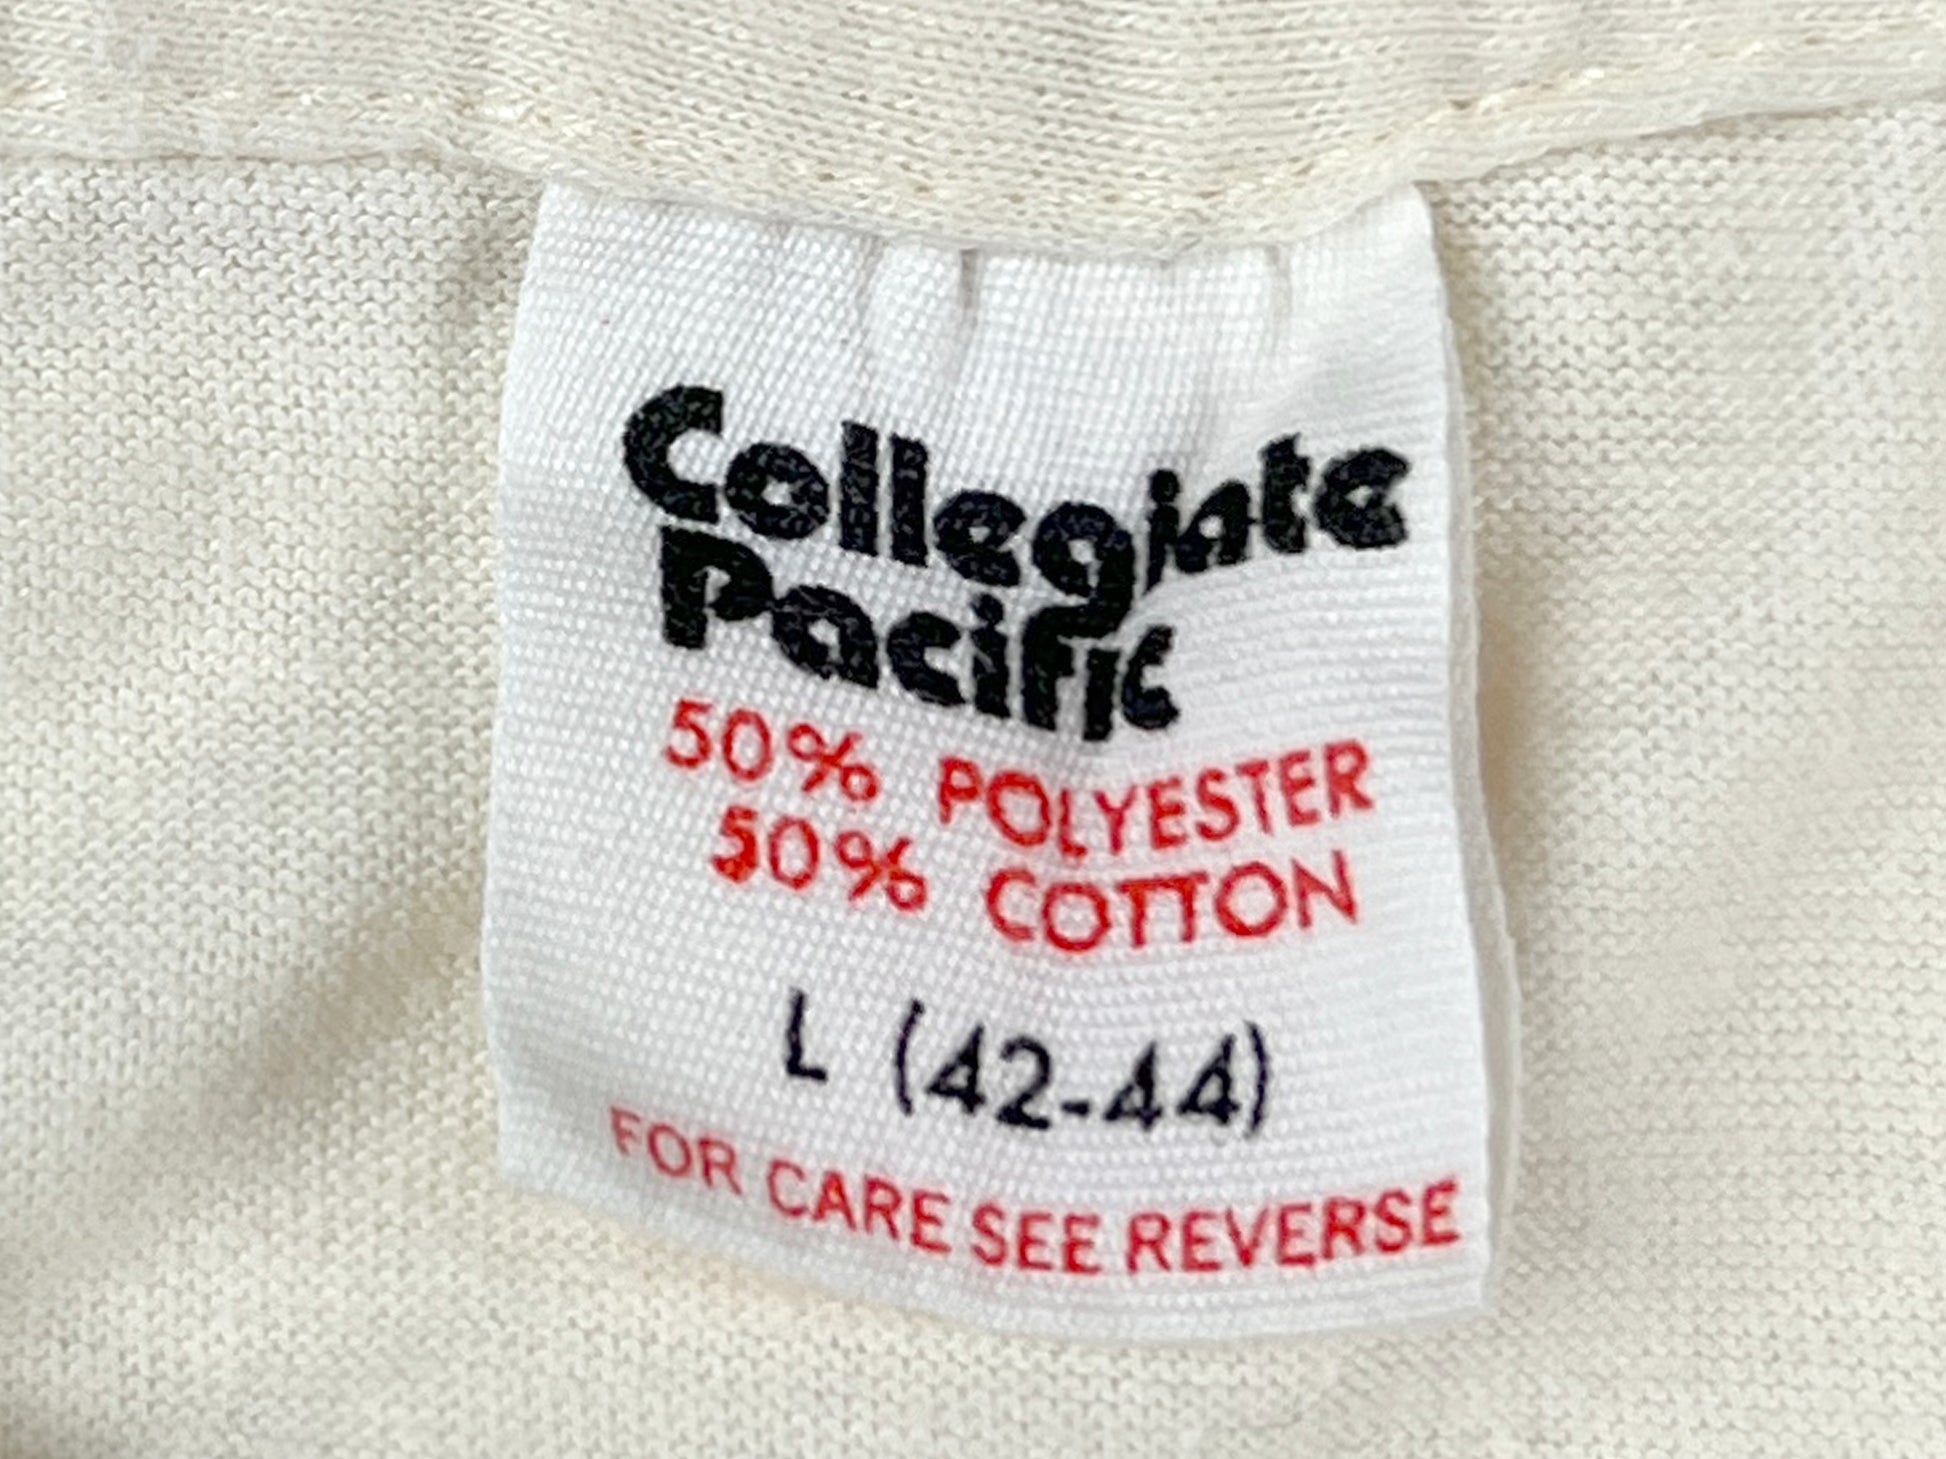 Collegiate
Pacific
50% POLYESTER
50% COTTON
L (42-44)
FOR CARE SEE REVERSE